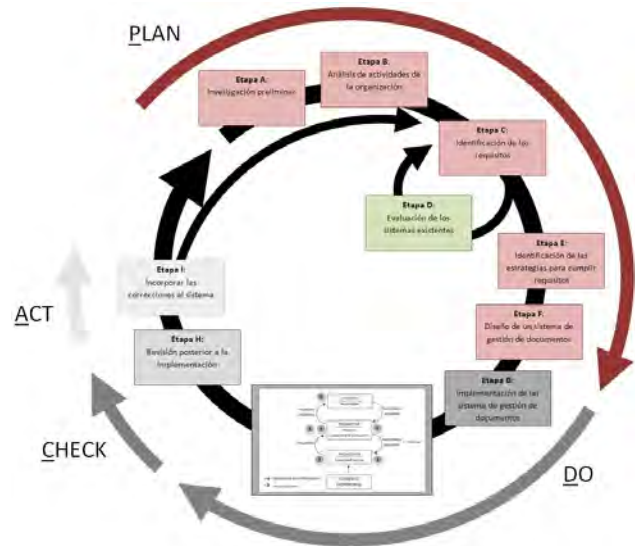 PLAN
Etapa A:
Investigación preliminar
Etapa B:
Análisis de actividades de
la organización
Etapa C:
Identificación de los
requisitos
Etapa D:
Evaluación de los
sistemas existentes
Etapa E:
Identificación de las
estrategias para cumplir
requisitos
Etapa F:
Diseño de un sistema de
gestión de documentos
Implementación de un
sistema de gestión de
documentos
DO
CHECK
Etapa H:
Revisión posterior a la
implementación
ACT
Etapa I:
Incorporar las
correcciones al sistema